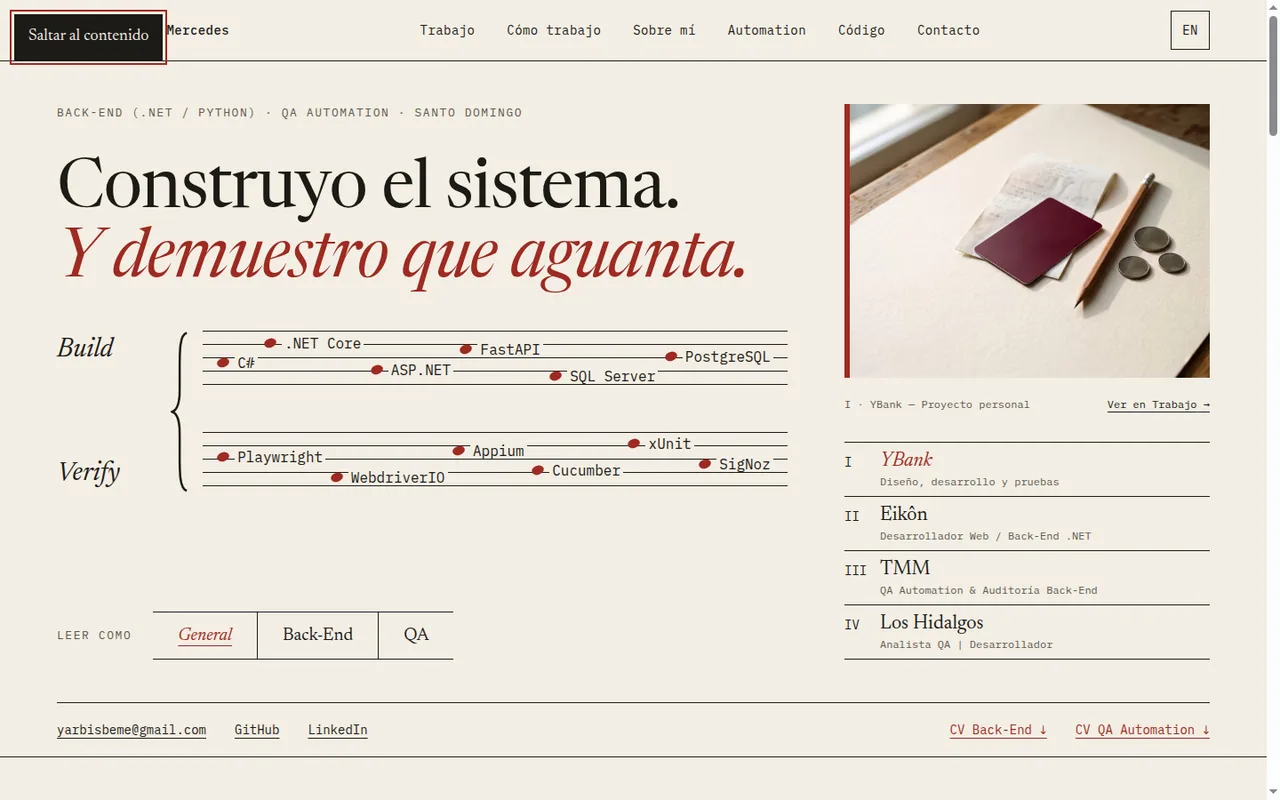 Saltar al contenido
Mercedes
Trabajo
Cómo trabajo
Sobre mí
Automation
Código
Contacto
EN
BACK-END (.NET / PYTHON) · QA AUTOMATION · SANTO DOMINGO
Construyo el sistema.
Y demuestro que aguanta.
Build
.NET Core
FastAPI
PostgreSQL
C#
ASP.NET
SQL Server
Verify
Playwright
Appium
xUnit
WebdriverIO
Cucumber
SigNoz
LEER COMO
General
Back-End
QA
I · YBank — Proyecto personal
Ver en Trabajo →
I
YBank
Diseño, desarrollo y pruebas
II
Eikôn
Desarrollador Web / Back-End .NET
III
TMM
QA Automation & Auditoría Back-End
IV
Los Hidalgos
Analista QA | Desarrollador
yarbisbeme@gmail.com
GitHub
LinkedIn
CV Back-End ↓
CV QA Automation ↓